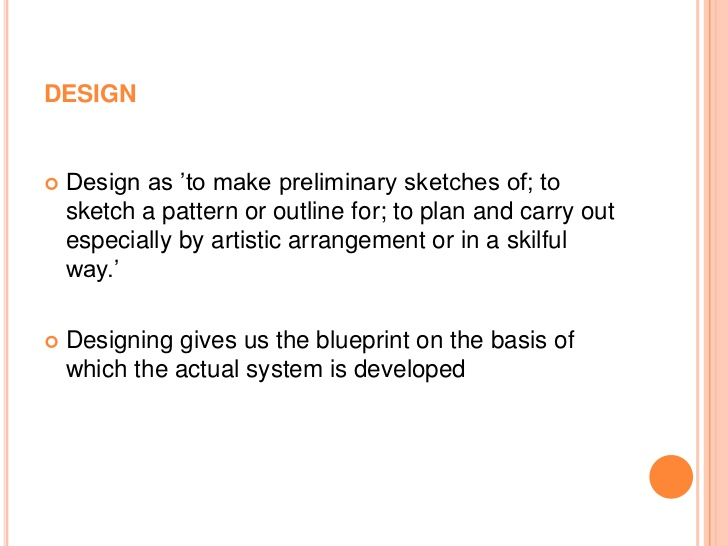 DESIGN
Design as ’to make preliminary sketches of; to
sketch a pattern or outline for; to plan and carry out
especially by artistic arrangement or in a skilful
way.’
Designing gives us the blueprint on the basis of
which the actual system is developed